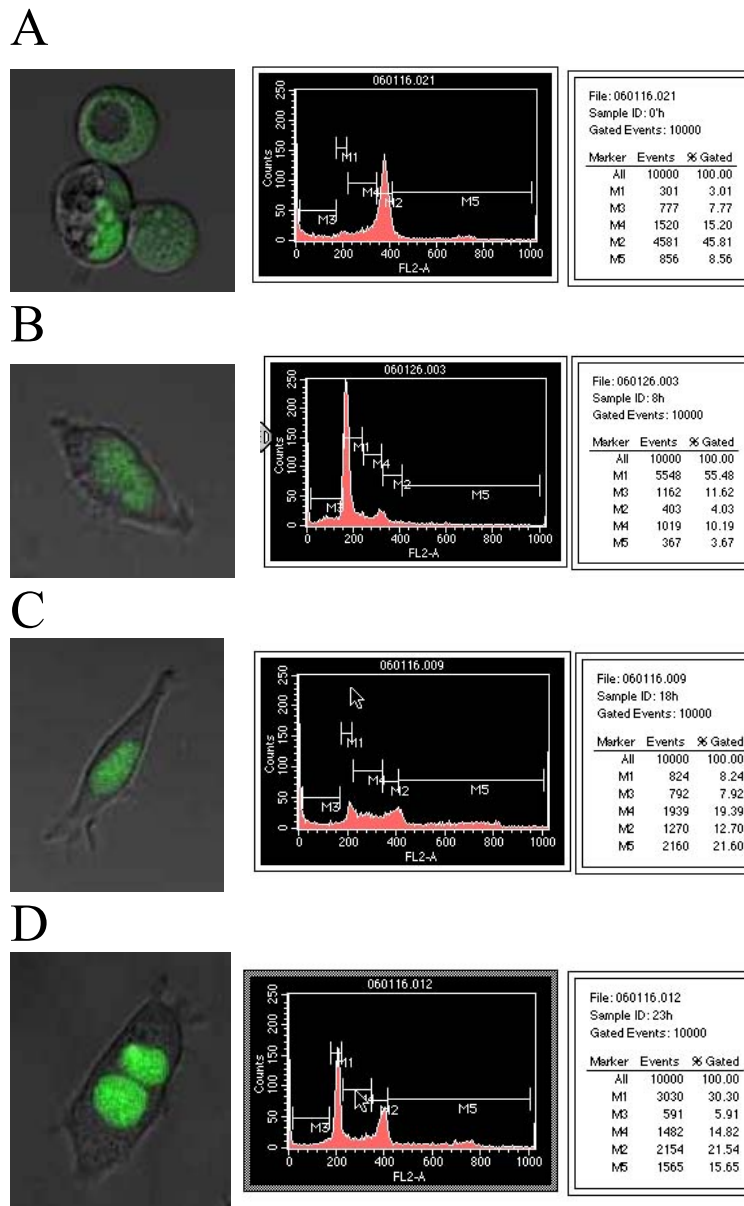 A
060116.021
250
200
150
100
50
0
Counts
M1
M4
M2
M3
M5
0 200 400 600 800 1000
FL2-A
File: 060116.021
Sample ID: 0'h
Gated Events: 10000
Marker Events % Gated
All 10000 100.00
M1 301 3.01
M3 777 7.77
M4 1520 15.20
M2 4581 45.81
M5 856 8.56
B
060126.003
250
200
150
100
50
0
Counts
M1
M4
M2
M3
M5
0 200 400 600 800 1000
FL2-A
File: 060126.003
Sample ID: 8h
Gated Events: 10000
Marker Events % Gated
All 10000 100.00
M1 5548 55.48
M3 1162 11.62
M2 403 4.03
M4 1019 10.19
M5 367 3.67
C
060116.009
250
200
150
100
50
0
Counts
M1
M4
M2
M3
M5
0 200 400 600 800 1000
FL2-A
File: 060116.009
Sample ID: 18h
Gated Events: 10000
Marker Events % Gated
All 10000 100.00
M1 824 8.24
M3 792 7.92
M4 1939 19.39
M2 1270 12.70
M5 2160 21.60
D
060116.012
250
200
150
100
50
0
Counts
M1
M2
M3
M5
0 200 400 600 800 1000
FL2-A
File: 060116.012
Sample ID: 23h
Gated Events: 10000
Marker Events % Gated
All 10000 100.00
M1 3030 30.30
M3 591 5.91
M4 1482 14.82
M2 2154 21.54
M5 1565 15.65